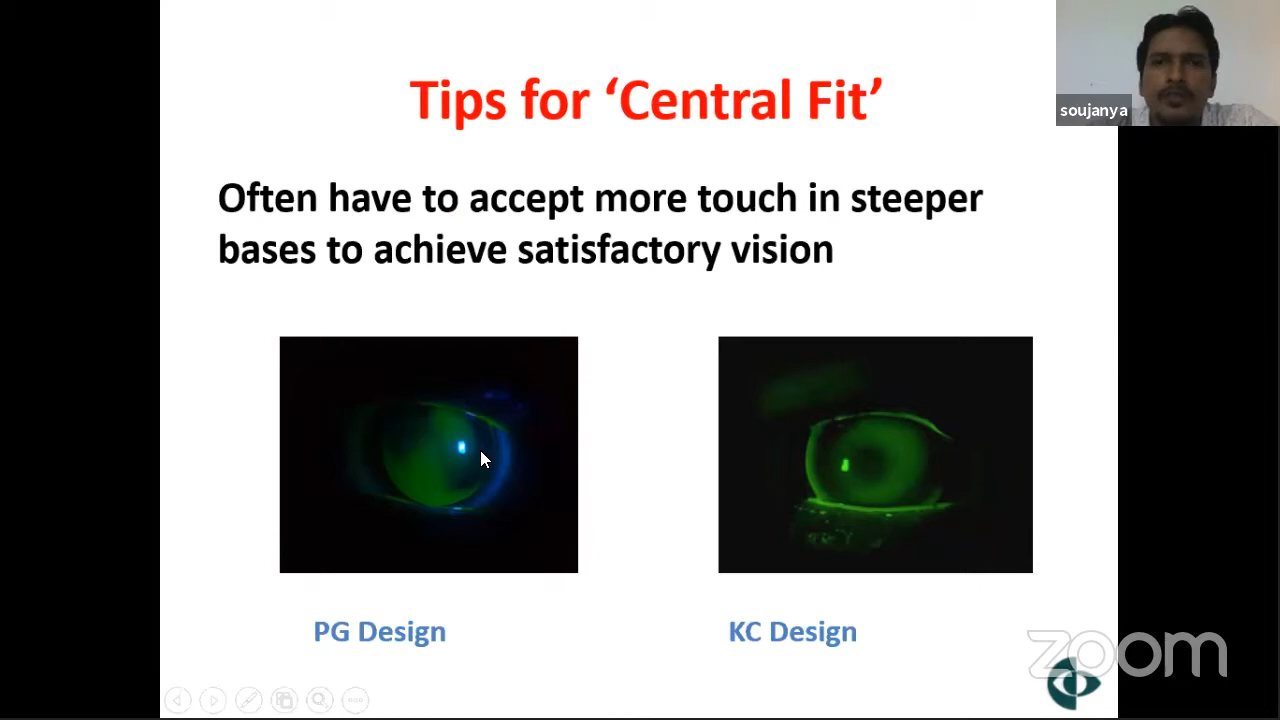 Tips for ‘Central Fit’
soujanya
Often have to accept more touch in steeper
bases to achieve satisfactory vision
PG Design
KC Design
zoom